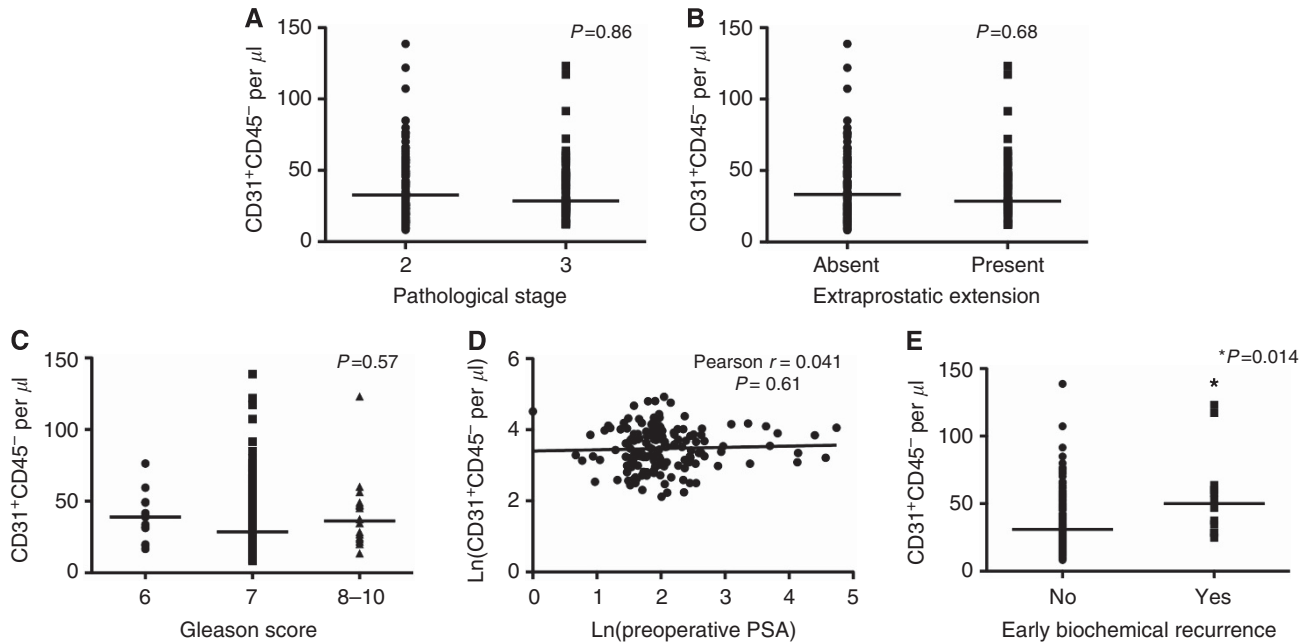 A
P=0.86
CD31+CD45− per μl
150
100
50
0
2
3
Pathological stage
B
P=0.68
CD31+CD45− per μl
150
100
50
0
Absent
Present
Extraprostatic extension
C
P=0.57
CD31+CD45− per μl
150
100
50
0
6
7
8–10
Gleason score
D
Pearson r = 0.041
P= 0.61
Ln(CD31+CD45− per μl)
6
4
2
0
0
1
2
3
4
5
Ln(preoperative PSA)
E
*P=0.014
*
CD31+CD45− per μl
150
100
50
0
No
Yes
Early biochemical recurrence